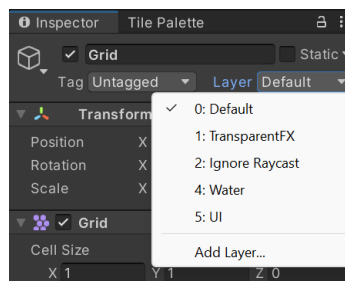 Inspector Tile Palette
Grid Static
Tag Untagged Layer Default
Transform
0: Default
1: TransparentFX
Position X
2: Ignore Raycast
Rotation X
4: Water
Scale X
5: UI
Grid
Cell Size
Add Layer...
X 1 Y 1 Z 0